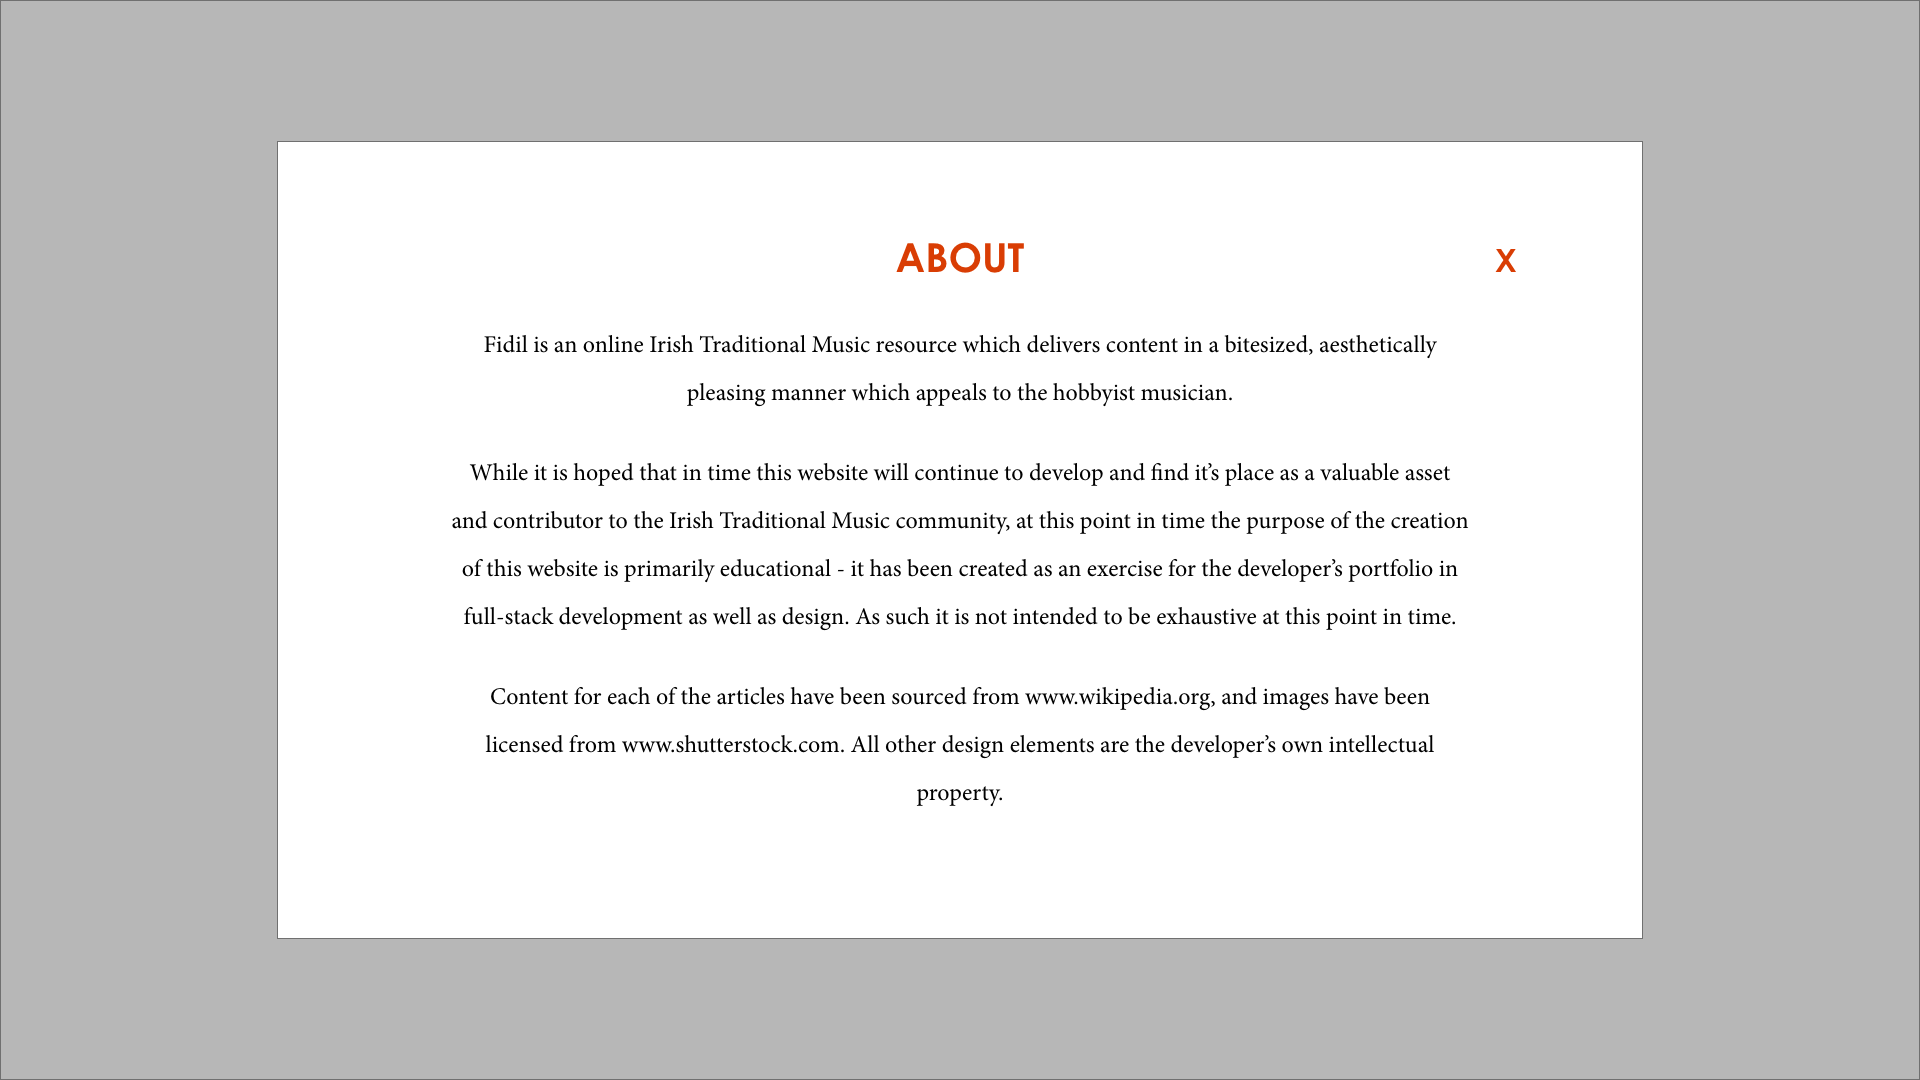 ABOUT
X
Fidil is an online Irish Traditional Music resource which delivers content in a bitesized, aesthetically
pleasing manner which appeals to the hobbyist musician.
While it is hoped that in time this website will continue to develop and find it’s place as a valuable asset
and contributor to the Irish Traditional Music community, at this point in time the purpose of the creation
of this website is primarily educational - it has been created as an exercise for the developer’s portfolio in
full-stack development as well as design. As such it is not intended to be exhaustive at this point in time.
Content for each of the articles have been sourced from www.wikipedia.org, and images have been
licensed from www.shutterstock.com. All other design elements are the developer’s own intellectual
property.